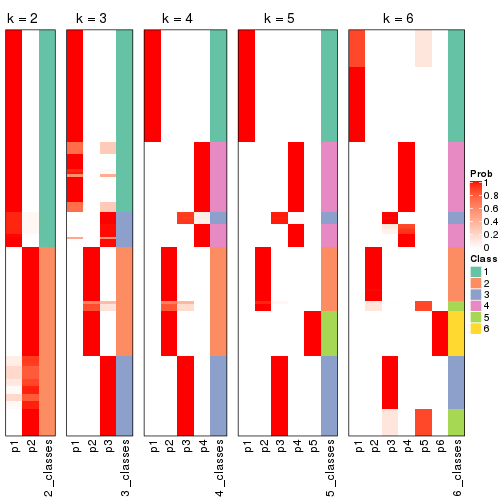 k = 2
k = 3
k = 4
k = 5
k = 6
p1
p2
2_classes
p1
p2
p3
3_classes
p1
p2
p3
p4
4_classes
p1
p2
p3
p4
p5
5_classes
p1
p2
p3
p4
p5
p6
6_classes
Prob
1
0.8
0.6
0.4
0.2
0
Class
1
2
3
4
5
6